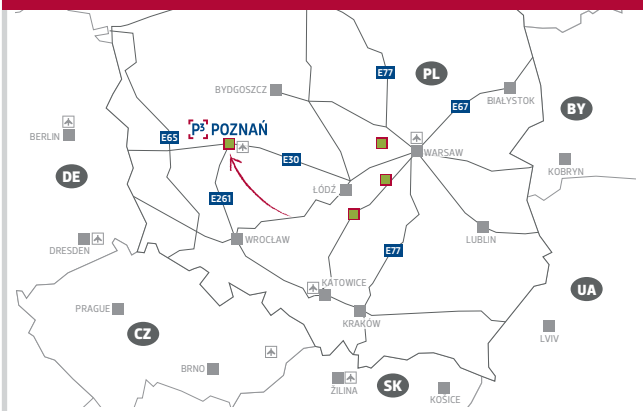 E77
PL
BYDGOSZCZ
BIAŁYSTOK
E67
BY
[P³] POZNAŃ
BERLIN
E65
WARSAW
E30
KOBRYN
DE
ŁÓDŹ
E261
WROCŁAW
LUBLIN
DRESDEN
E77
KATOWICE
UA
PRAGUE
KRAKÓW
CZ
LVIV
BRNO
SK
ŽILINA
KOŠICE